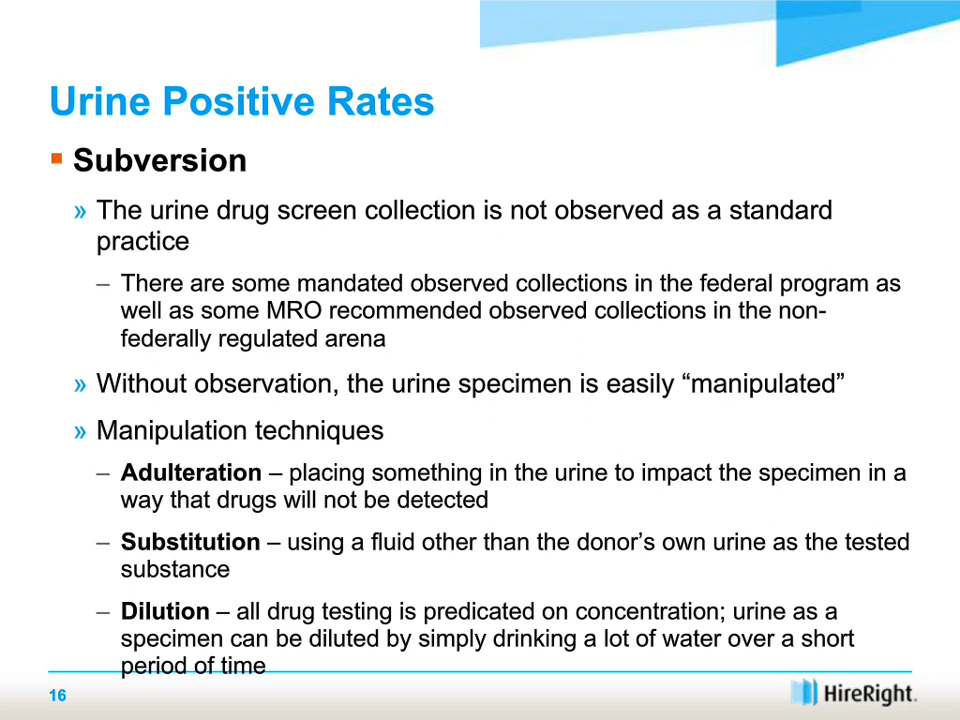 Urine Positive Rates
▪ Subversion
» The urine drug screen collection is not observed as a standard
practice
– There are some mandated observed collections in the federal program as
well as some MRO recommended observed collections in the non-
federally regulated arena
» Without observation, the urine specimen is easily “manipulated”
» Manipulation techniques
– Adulteration – placing something in the urine to impact the specimen in a
way that drugs will not be detected
– Substitution – using a fluid other than the donor’s own urine as the tested
substance
– Dilution – all drug testing is predicated on concentration; urine as a
specimen can be diluted by simply drinking a lot of water over a short
period of time
16
HireRight.